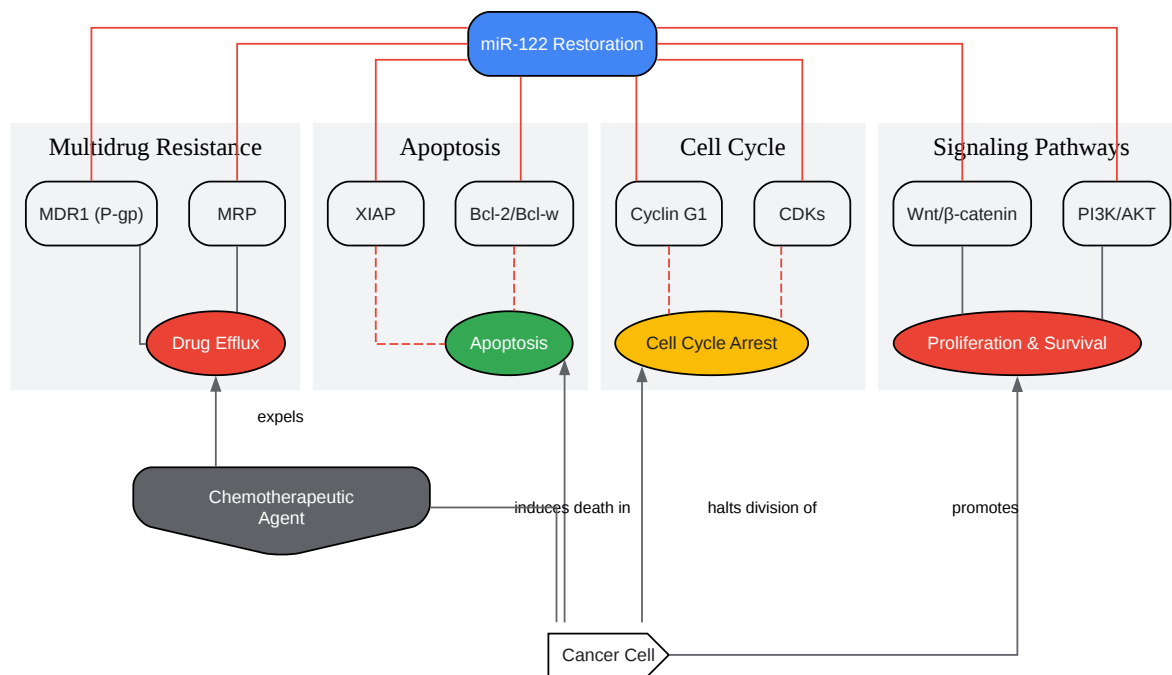 miR-122 Restoration
Multidrug Resistance
Apoptosis
Cell Cycle
Signaling Pathways
MDR1 (P-gp)
MRP
XIAP
Bcl-2/Bcl-w
Cyclin G1
CDKs
Wnt/β-catenin
PI3K/AKT
Drug Efflux
Apoptosis
Cell Cycle Arrest
Proliferation & Survival
expels
Chemotherapeutic
Agent
induces death in
halts division of
promotes
Cancer Cell